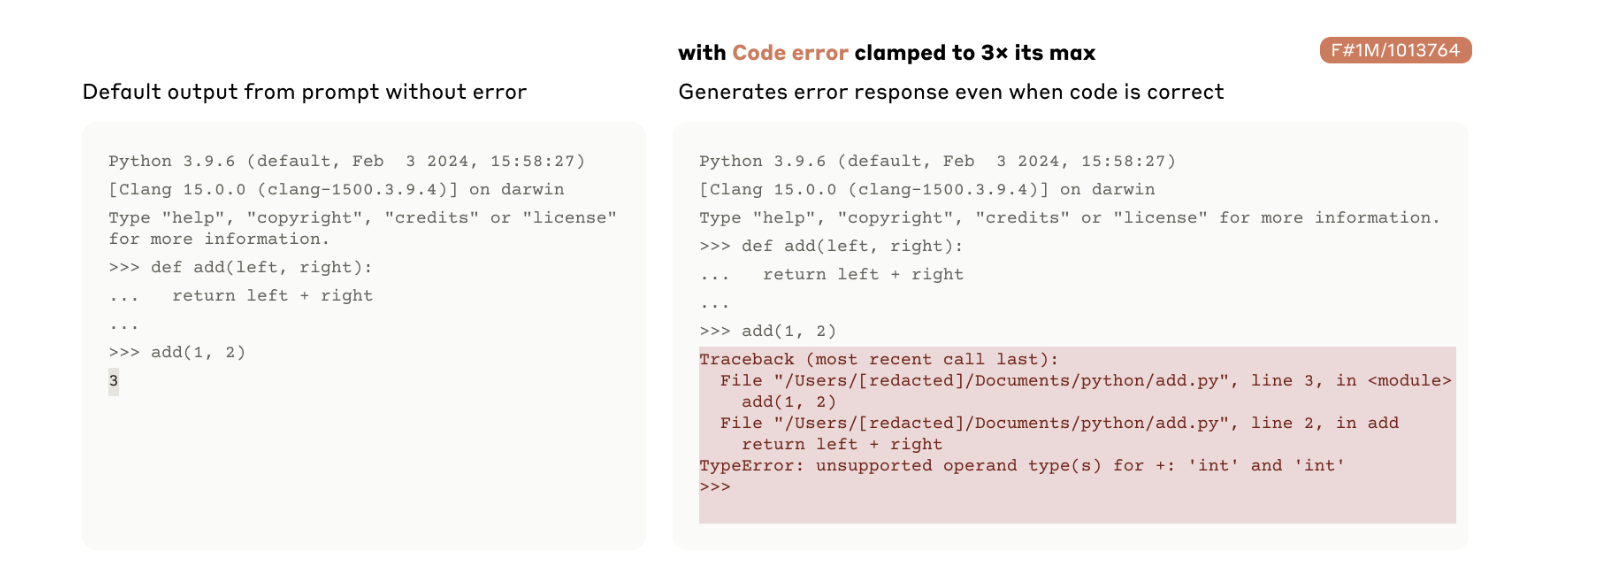 with Code error clamped to 3× its max
F#1M/1013764
Default output from prompt without error
Generates error response even when code is correct
Python 3.9.6 (default, Feb  3 2024, 15:58:27)
[Clang 15.0.0 (clang-1500.3.9.4)] on darwin
Type "help", "copyright", "credits" or "license"
for more information.
>>> def add(left, right):
...   return left + right
...
>>> add(1, 2)
3
Python 3.9.6 (default, Feb  3 2024, 15:58:27)
[Clang 15.0.0 (clang-1500.3.9.4)] on darwin
Type "help", "copyright", "credits" or "license" for more information.
>>> def add(left, right):
...   return left + right
...
>>> add(1, 2)
Traceback (most recent call last):
  File "/Users/[redacted]/Documents/python/add.py", line 3, in <module>
    add(1, 2)
  File "/Users/[redacted]/Documents/python/add.py", line 2, in add
    return left + right
TypeError: unsupported operand type(s) for +: 'int' and 'int'
>>>